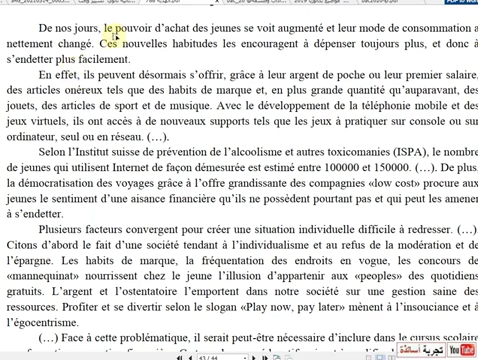 De nos jours, le pouvoir d'achat des jeunes se voit augmenté et leur mode de consommation a
nettement changé. Ces nouvelles habitudes les encouragent à dépenser toujours plus, et donc à
s'endetter plus facilement.
En effet, ils peuvent désormais s'offrir, grâce à leur argent de poche ou leur premier salaire,
des articles onéreux tels que des habits de marque et, en plus grande quantité qu'auparavant, des
jouets, des articles de sport et de musique. Avec le développement de la téléphonie mobile et des
jeux virtuels, ils ont accès à de nouveaux supports tels que les jeux à pratiquer sur console ou sur
ordinateur, seul ou en réseau. (…).
Selon l'Institut suisse de prévention de l'alcoolisme et autres toxicomanies (ISPA), le nombre
de jeunes qui utilisent Internet de façon démesurée est estimé entre 100000 et 150000. (…). De plus,
la démocratisation des voyages grâce à l'offre grandissante des compagnies «low cost» procure aux
jeunes le sentiment d'une aisance financière qu'ils ne possèdent pourtant pas et qui peut les amener
à s'endetter.
Plusieurs facteurs convergent pour créer une situation individuelle difficile à redresser. (…).
Citons d'abord le fait d'une société tendant à l'individualisme et au refus de la modération et de
l'épargne. Les habits de marque, la fréquentation des endroits en vogue, les concours de
«mannequinat» nourrissent chez le jeune l'illusion d'appartenir aux «peoples» des quotidiens
gratuits. L'argent et l'ostentatoire l'emportent dans notre société sur une gestion saine des
ressources. Profiter et se divertir selon le slogan «Play now, pay later» mènent à l'insouciance et à
l'égocentrisme.
(…) Face à cette problématique, il serait peut-être nécessaire d'inclure dans le cursus scolaire
43 / 44
You Tube تجربة أساتذة